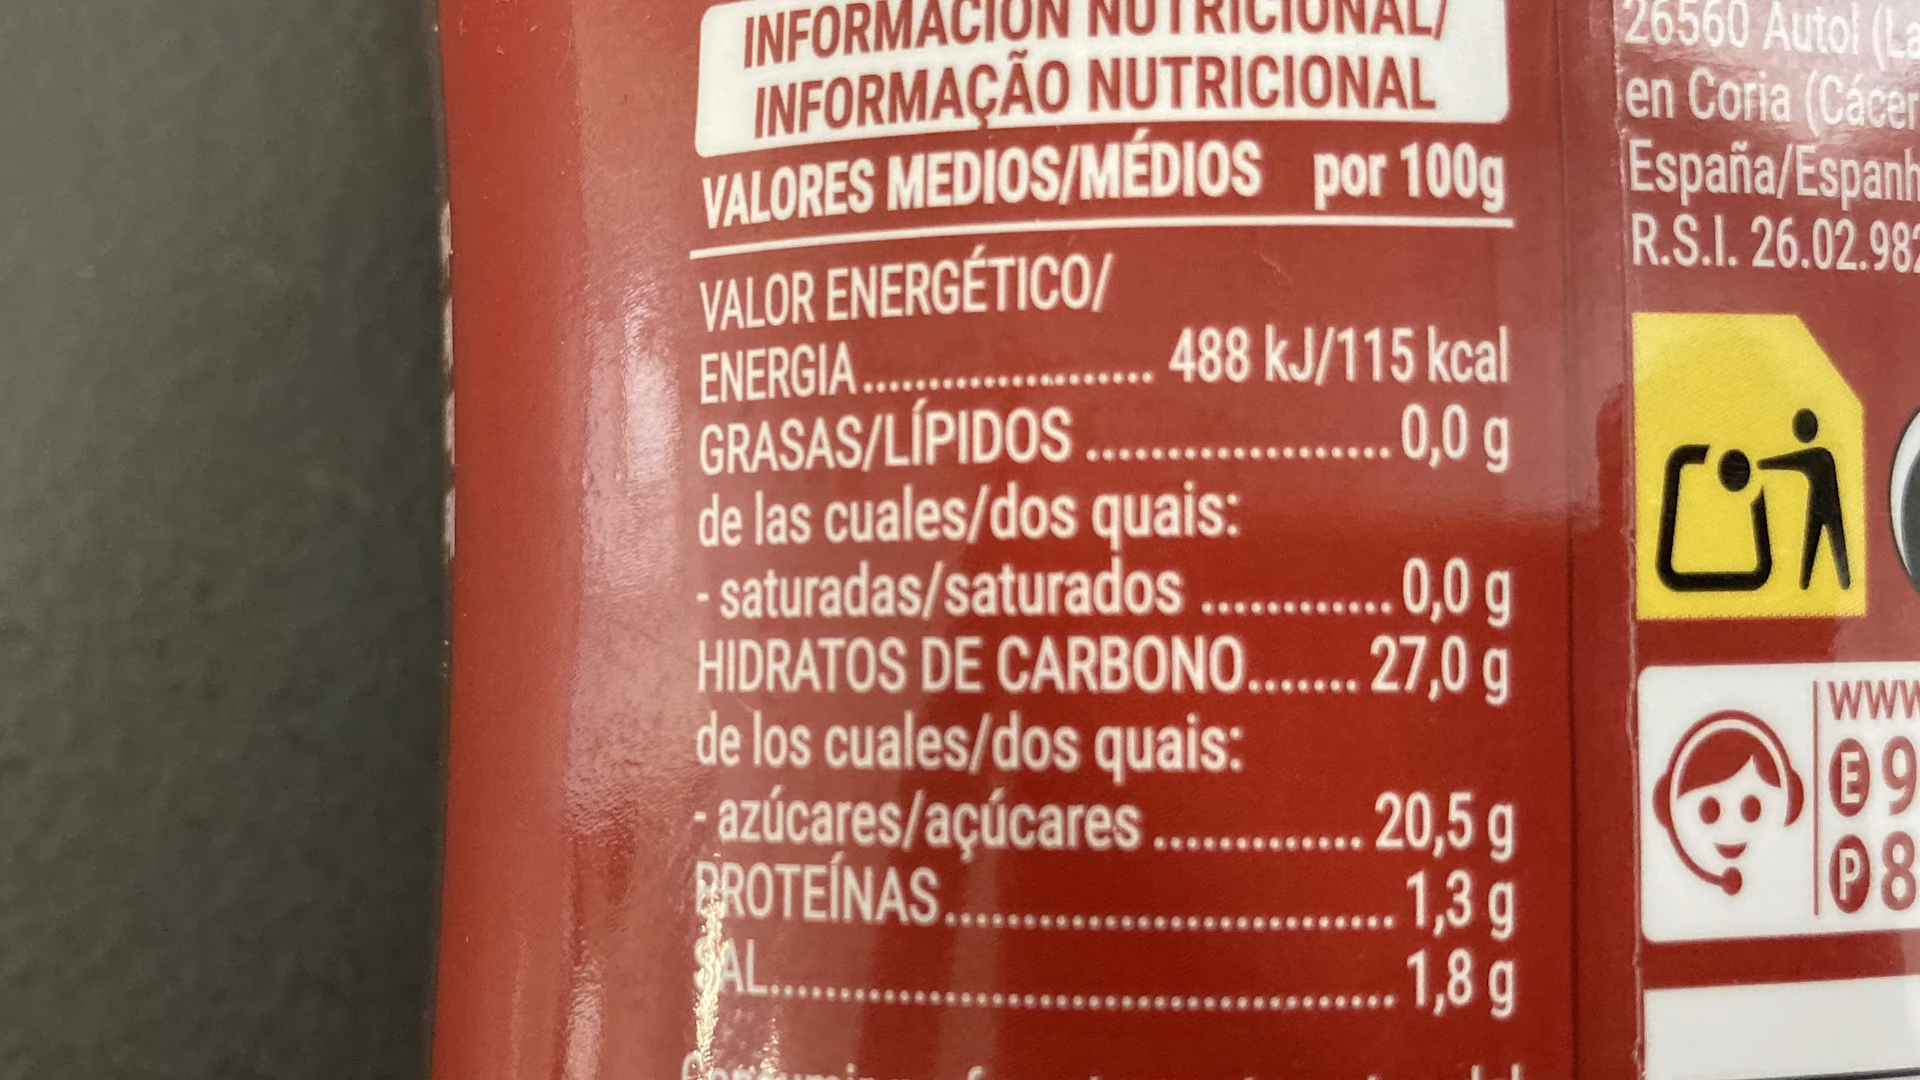 INFORMACIÓN NUTRICIONAL/
INFORMAÇÃO NUTRICIONAL
VALORES MEDIOS/MÉDIOS por 100g
VALOR ENERGÉTICO/
ENERGIA...................... 488 kJ/115 kcal
GRASAS/LÍPIDOS ................... 0,0 g
de las cuales/dos quais:
- saturadas/saturados ............ 0,0 g
HIDRATOS DE CARBONO....... 27,0 g
de los cuales/dos quais:
- azúcares/açúcares ............. 20,5 g
PROTEÍNAS............................ 1,3 g
SAL....................................... 1,8 g
26560 Autol (La
en Coria (Cácer
España/Espanh
R.S.I. 26.02.982
www
E 9
P 8